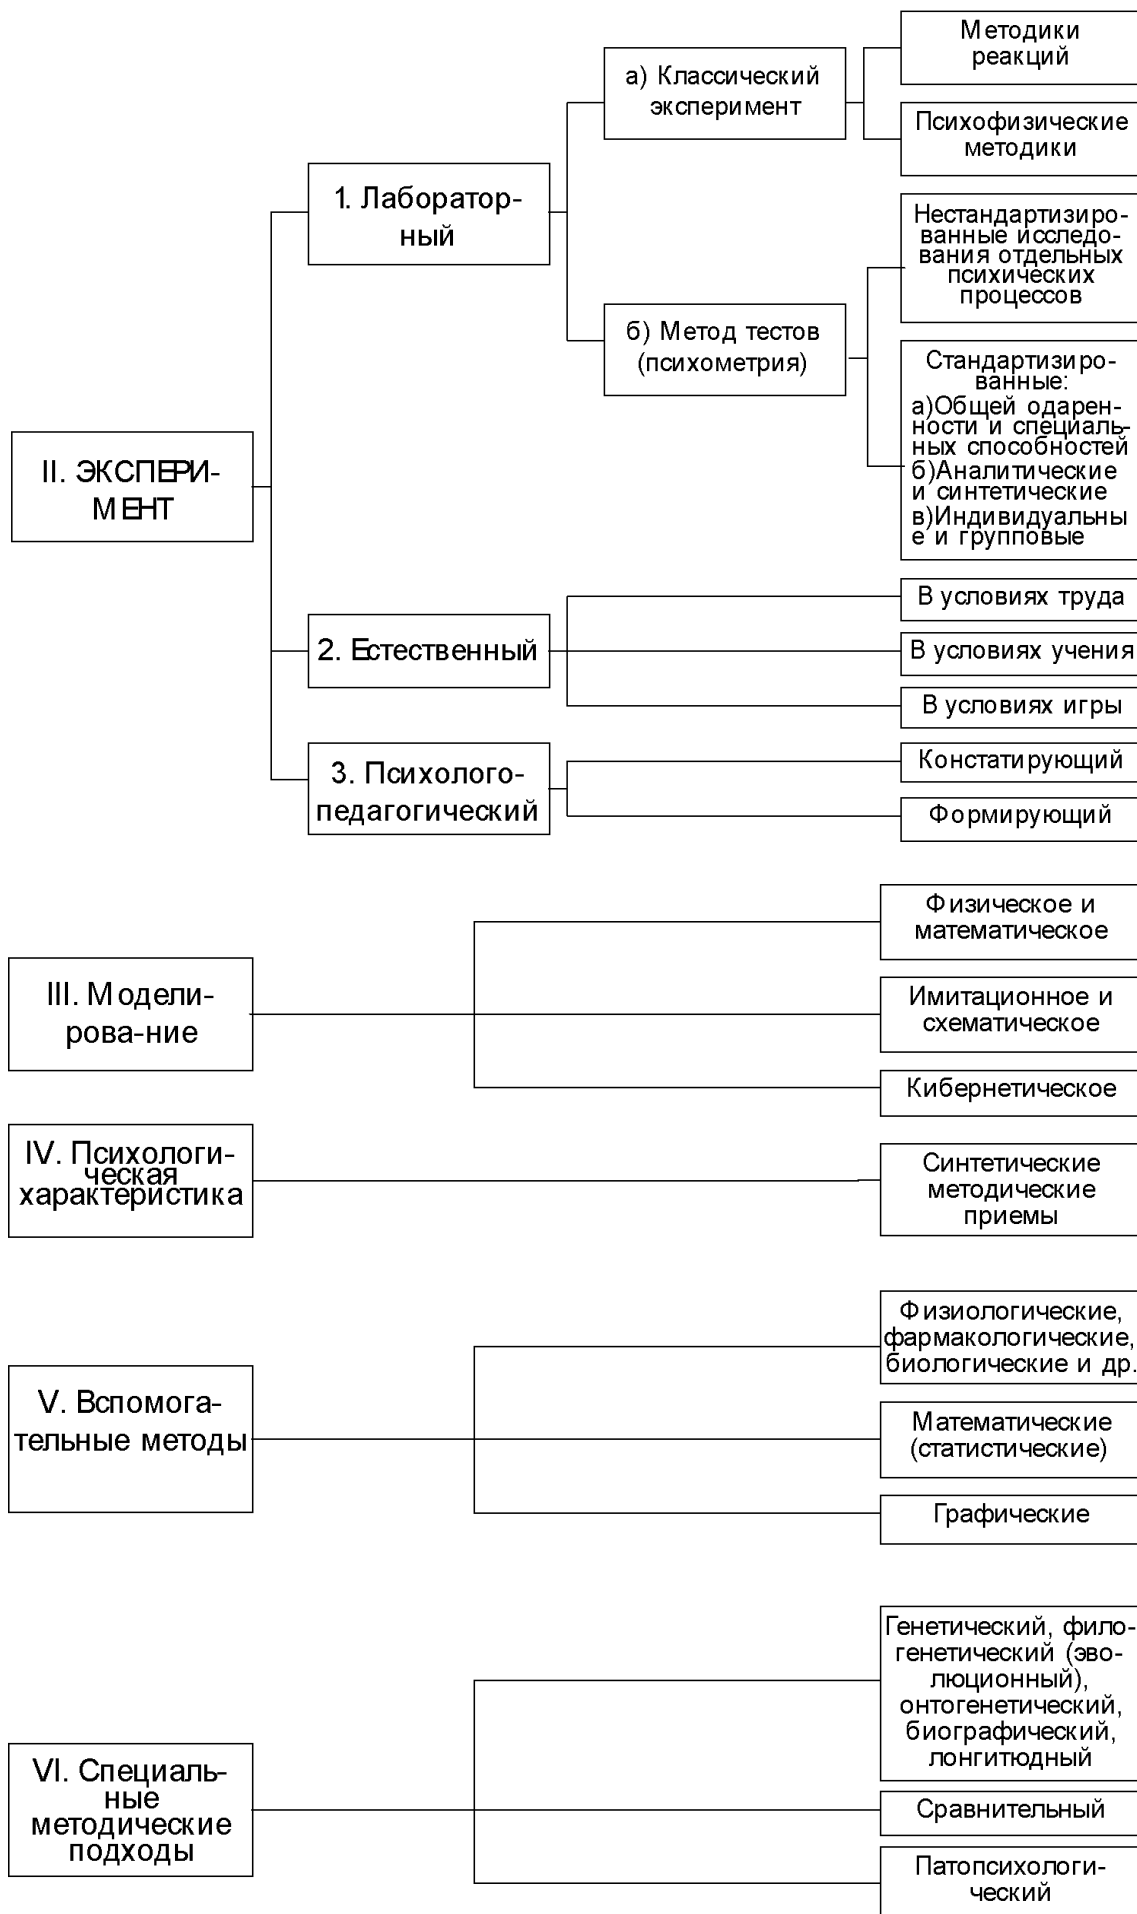 II. ЭКСПЕРИ-
МЕНТ
1. Лаборатор-
ный
а) Классический
эксперимент
Методики
реакций
Психофизические
методики
б) Метод тестов
(психометрия)
Нестандартизиро-
ванные исследо-
вания отдельных
психических
процессов
Стандартизиро-
ванные:
а)Общей одарен-
ности и специаль-
ных способностей
б)Аналитические
и синтетические
в)Индивидуальны
е и групповые
2. Естественный
В условиях труда
В условиях учения
В условиях игры
3. Психолого-
педагогический
Констатирующий
Формирующий
III. Модели-
рова-ние
Физическое и
математическое
Имитационное и
схематическое
Кибернетическое
IV. Психологи-
ческая
характеристика
Синтетические
методические
приемы
V. Вспомога-
тельные методы
Физиологические,
фармакологические,
биологические и др.
Математические
(статистические)
Графические
VI. Специаль-
ные
методические
подходы
Генетический, фило-
генетический (эво-
люционный),
онтогенетический,
биографический,
лонгитюдный
Сравнительный
Патопсихологи-
ческий